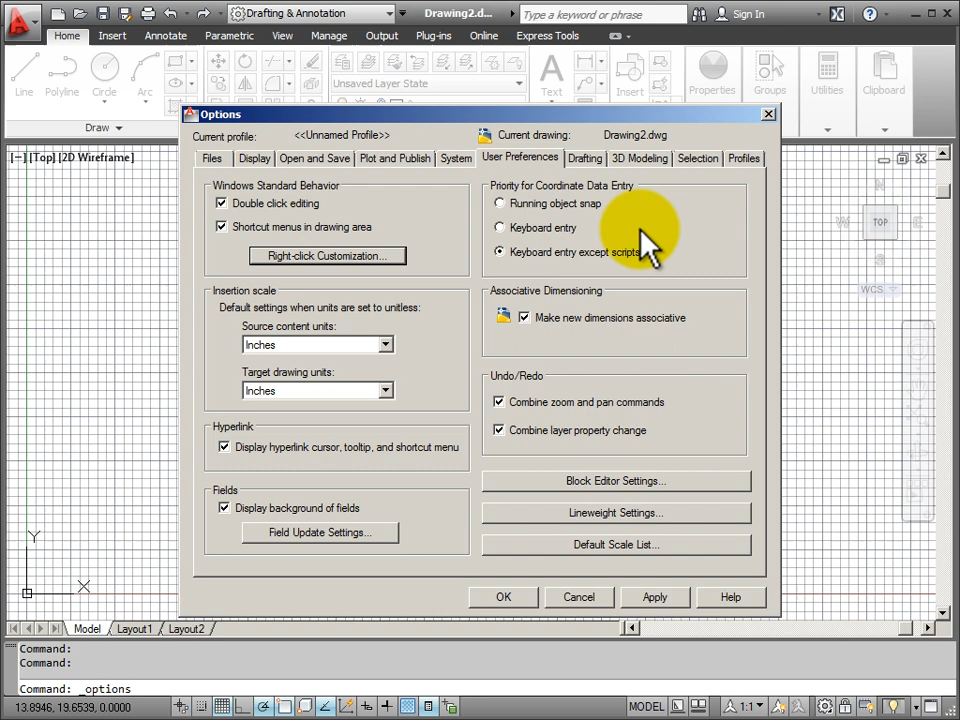 Drafting & Annotation
Drawing2.d...
Type a keyword or phrase
Sign In
Home Insert Annotate Parametric View Manage Output Plug-ins Online Express Tools
Line Polyline Circle Arc
Unsaved Layer State
Text Insert Properties Groups Utilities Clipboard
Draw
[−] [Top] [2D Wireframe]
N
W TOP E
S
WCS
Options
Current profile: <<Unnamed Profile>> Current drawing: Drawing2.dwg
Files Display Open and Save Plot and Publish System User Preferences Drafting 3D Modeling Selection Profiles
Windows Standard Behavior
Double click editing
Shortcut menus in drawing area
Right-click Customization...
Insertion scale
Default settings when units are set to unitless:
Source content units:
Inches
Target drawing units:
Inches
Hyperlink
Display hyperlink cursor, tooltip, and shortcut menu
Fields
Display background of fields
Field Update Settings...
Priority for Coordinate Data Entry
Running object snap
Keyboard entry
Keyboard entry except scripts
Associative Dimensioning
Make new dimensions associative
Undo/Redo
Combine zoom and pan commands
Combine layer property change
Block Editor Settings...
Lineweight Settings...
Default Scale List...
OK Cancel Apply Help
Y
X
Model Layout1 Layout2
Command:
Command:
Command: _options
13.8946, 19.6539, 0.0000
MODEL
1:1